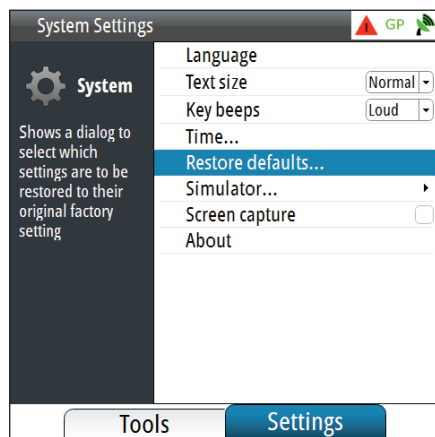 System Settings
GP
System
Shows a dialog to
select which
settings are to be
restored to their
original factory
setting
Language
Text size Normal
Key beeps Loud
Time...
Restore defaults...
Simulator...
Screen capture
About
Tools Settings